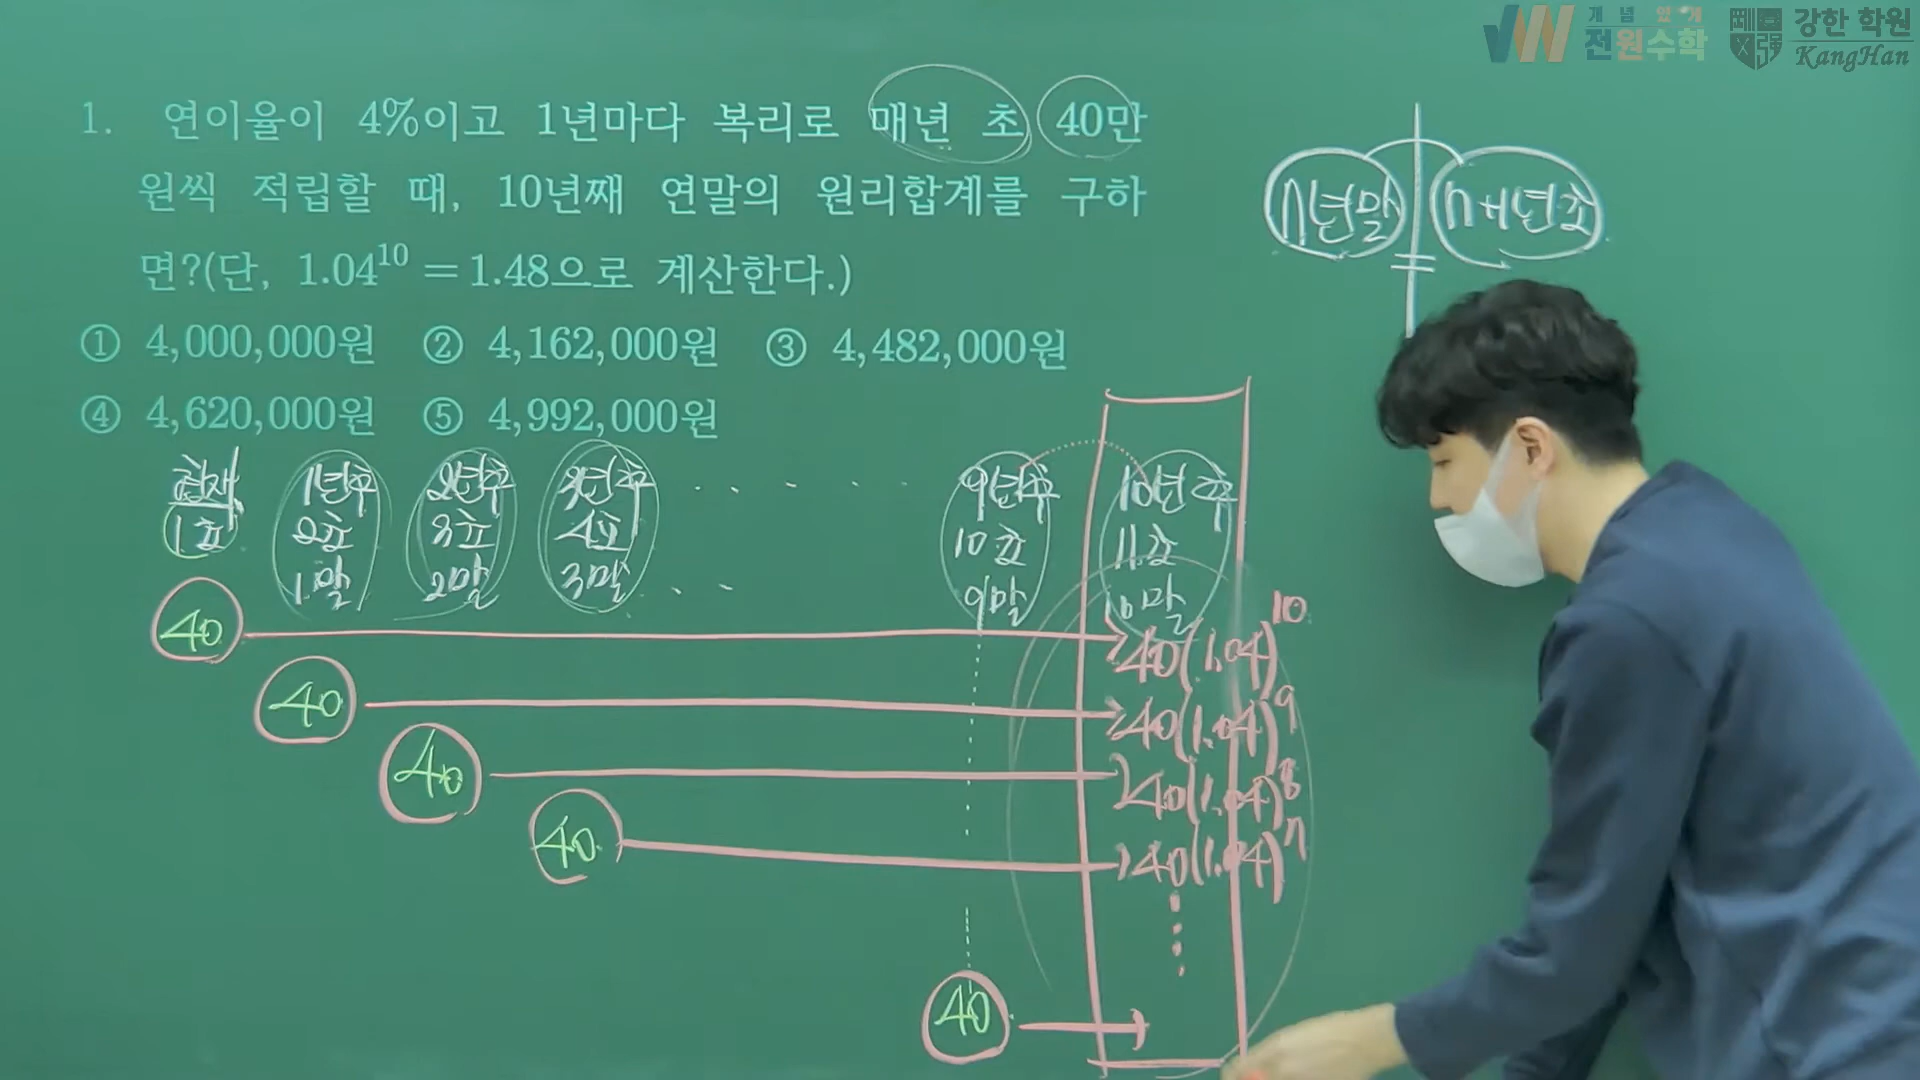 개념있게
전원수학
강한 학원
KangHan
1. 연이율이 4%이고 1년마다 복리로 매년 초 40만
원씩 적립할 때, 10년째 연말의 원리합계를 구하
면?(단, 1.04¹⁰ = 1.48으로 계산한다.)
① 4,000,000원 ② 4,162,000원 ③ 4,482,000원
④ 4,620,000원 ⑤ 4,992,000원
n년말 n+1년초
현재 1년후 2년후 3년후 ····· 9년후 10년후
1초 2초 3초 4초 10초 11초
1말 2말 3말 ·· 9말 10말
40 40(1.04)¹⁰
40 40(1.04)⁹
40 40(1.04)⁸
40 40(1.04)⁷
40